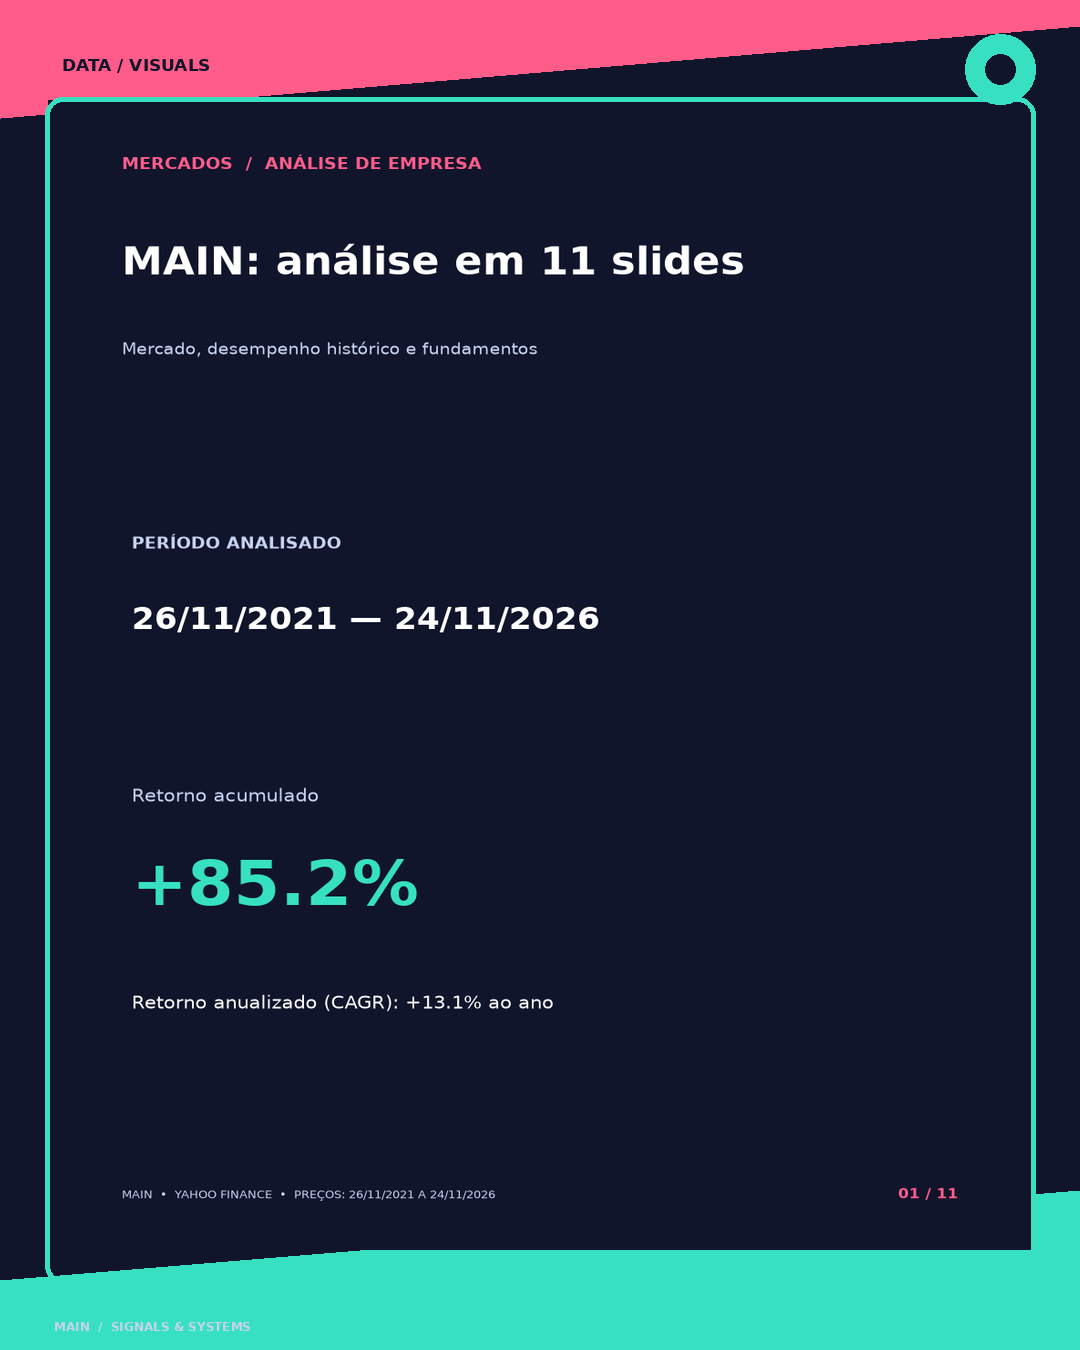 DATA / VISUALS
MERCADOS / ANÁLISE DE EMPRESA
MAIN: análise em 11 slides
Mercado, desempenho histórico e fundamentos
PERÍODO ANALISADO
26/11/2021 — 24/11/2026
Retorno acumulado
+85.2%
Retorno anualizado (CAGR): +13.1% ao ano
MAIN • YAHOO FINANCE • PREÇOS: 26/11/2021 A 24/11/2026
01 / 11
MAIN / SIGNALS & SYSTEMS